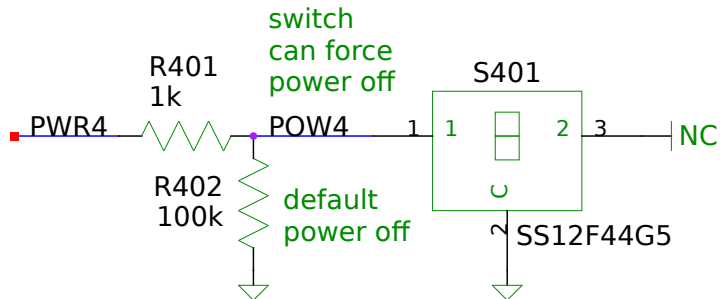 switch
can force
power off
R401
1k
S401
PWR4
POW4
1
1
2
3
NC
R402
100k
default
power off
C
2
SS12F44G5